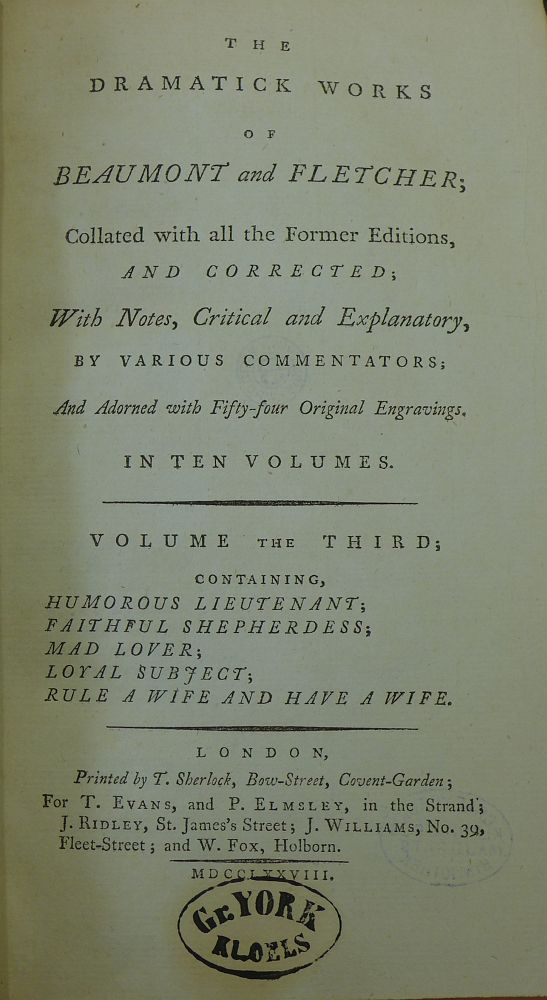 THE
DRAMATICK WORKS
OF
BEAUMONT and FLETCHER;
Collated with all the Former Editions,
AND CORRECTED;
With Notes, Critical and Explanatory,
BY VARIOUS COMMENTATORS;
And Adorned with Fifty-four Original Engravings.
IN TEN VOLUMES.
VOLUME THE THIRD;
CONTAINING,
HUMOROUS LIEUTENANT;
FAITHFUL SHEPHERDESS;
MAD LOVER;
LOYAL SUBJECT;
RULE A WIFE AND HAVE A WIFE.
LONDON,
Printed by T. Sherlock, Bow-Street, Covent-Garden;
For T. EVANS, and P. ELMSLEY, in the Strand;
J. RIDLEY, St. James's Street; J. WILLIAMS, No. 39,
Fleet-Street; and W. FOX, Holborn.
MDCCLXXVIII.
Gr. YORK
KLOELS